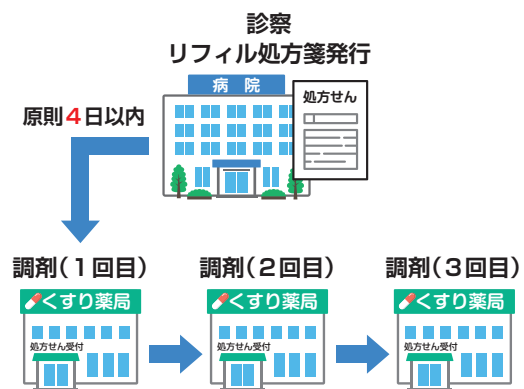 診察
リフィル処方箋発行
病 院
処方せん
原則4日以内
調剤(1回目)
調剤(2回目)
調剤(3回目)
くすり薬局
くすり薬局
くすり薬局
処方せん受付
処方せん受付
処方せん受付